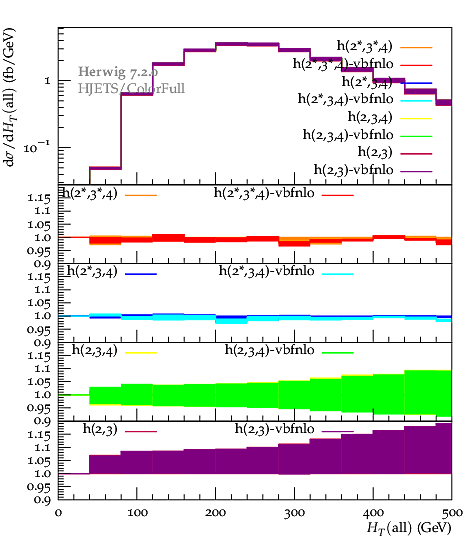 dσ/dH_T(all) (fb/GeV)
1
10⁻¹
Herwig 7.2.0
HJETS/ColorFull
h(2*,3*,4)
h(2*,3*,4)-vbfnlo
h(2*,3,4)
h(2*,3,4)-vbfnlo
h(2,3,4)
h(2,3,4)-vbfnlo
h(2,3)
h(2,3)-vbfnlo
h(2*,3*,4) h(2*,3*,4)-vbfnlo
1.15
1.1
1.05
1.0
0.95
0.9
h(2*,3,4) h(2*,3,4)-vbfnlo
1.15
1.1
1.05
1.0
0.95
0.9
h(2,3,4) h(2,3,4)-vbfnlo
1.15
1.1
1.05
1.0
0.95
0.9
h(2,3) h(2,3)-vbfnlo
1.15
1.1
1.05
1.0
0.95
0.9
0 100 200 300 400 500
H_T(all) (GeV)